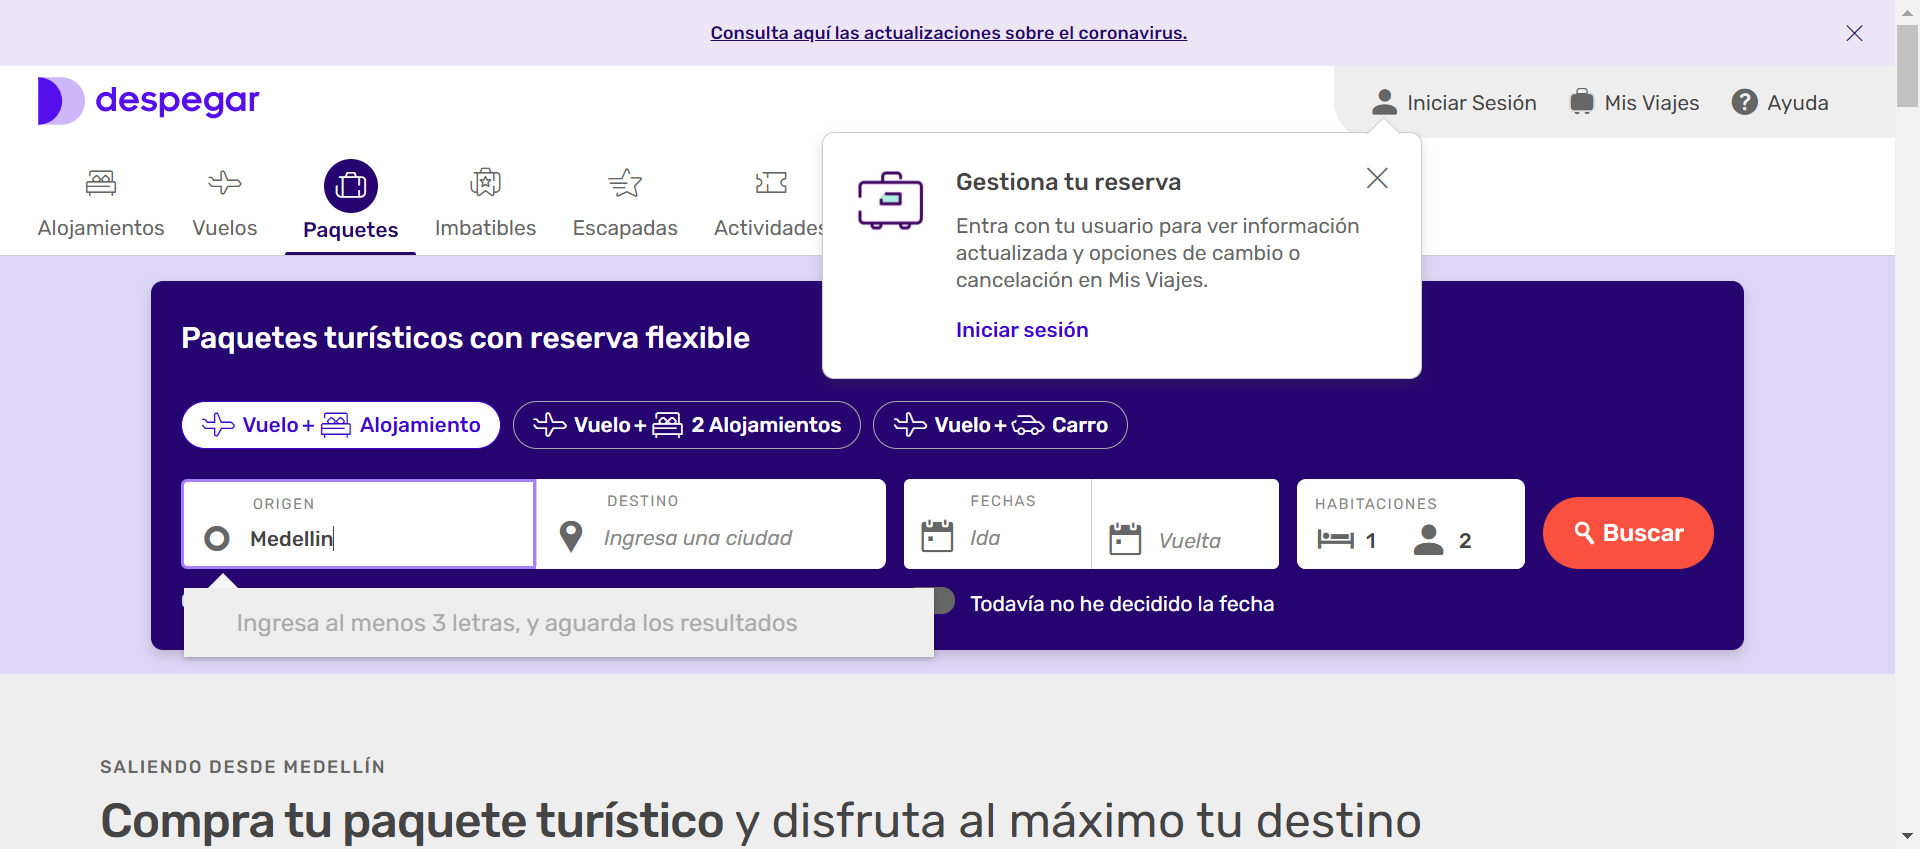 Consulta aquí las actualizaciones sobre el coronavirus.
despegar
Iniciar Sesión
Mis Viajes
Ayuda
Alojamientos
Vuelos
Paquetes
Imbatibles
Escapadas
Actividades
Gestiona tu reserva
Entra con tu usuario para ver información
actualizada y opciones de cambio o
cancelación en Mis Viajes.
Iniciar sesión
Paquetes turísticos con reserva flexible
Vuelo + Alojamiento
Vuelo + 2 Alojamientos
Vuelo + Carro
ORIGEN
Medellin
DESTINO
Ingresa una ciudad
FECHAS
Ida
Vuelta
HABITACIONES
1
2
Buscar
Ingresa al menos 3 letras, y aguarda los resultados
Todavía no he decidido la fecha
SALIENDO DESDE MEDELLÍN
Compra tu paquete turístico y disfruta al máximo tu destino